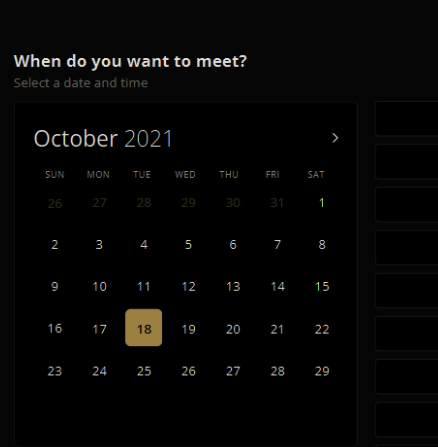 When do you want to meet?
Select a date and time
October 2021
SUN MON TUE WED THU FRI SAT
26 27 28 29 30 31 1
2 3 4 5 6 7 8
9 10 11 12 13 14 15
16 17 18 19 20 21 22
23 24 25 26 27 28 29